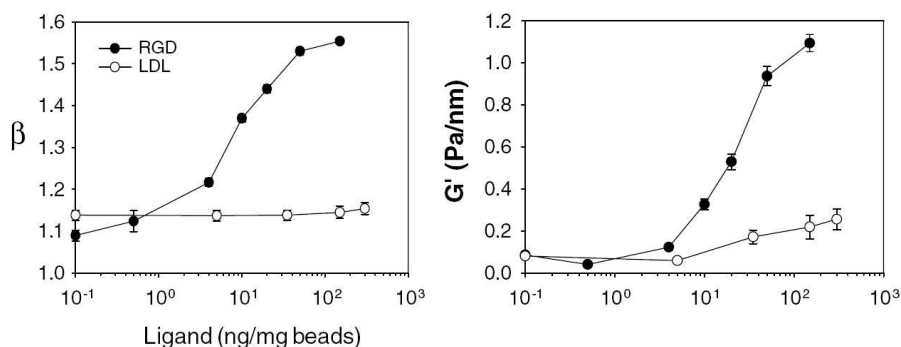 1.6
1.5
1.4
1.3
1.2
1.1
1.0
β
RGD
LDL
10⁻¹ 10⁰ 10¹ 10² 10³
Ligand (ng/mg beads)
1.2
1.0
0.8
0.6
0.4
0.2
0.0
G' (Pa/nm)
10⁻¹ 10⁰ 10¹ 10² 10³